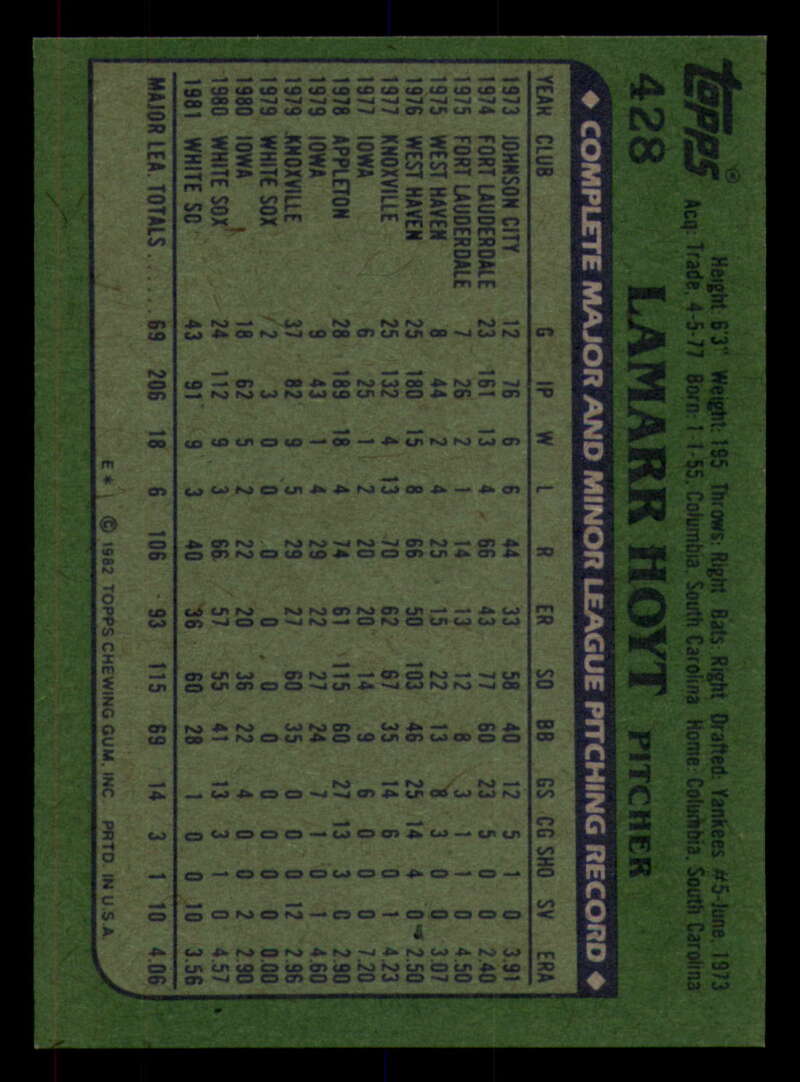 topps®
428 LAMARR HOYT PITCHER
Height: 6'3" Weight: 195 Throws: Right Bats: Right Drafted: Yankees #5-June, 1973
Acq: Trade, 4-5-77 Born: 1-1-55, Columbia, South Carolina Home: Columbia, South Carolina
◆ COMPLETE MAJOR AND MINOR LEAGUE PITCHING RECORD ◆
YEAR CLUB G IP W L R ER SO BB GS CG SHO SV ERA
1973 JOHNSON CITY 12 76 6 6 44 33 58 40 12 5 1 0 3.91
1974 FORT LAUDERDALE 23 161 13 4 66 43 77 60 23 5 0 0 2.40
1975 FORT LAUDERDALE 7 26 2 1 14 13 12 8 3 1 1 0 4.50
1975 WEST HAVEN 8 44 2 4 25 15 22 13 8 3 0 0 3.07
1976 WEST HAVEN 25 180 15 8 66 50 103 46 25 14 4 0 2.50
1977 KNOXVILLE 25 132 4 13 70 62 67 35 14 6 0 1 4.23
1977 IOWA 6 25 1 2 20 20 14 9 6 0 0 0 7.20
1978 APPLETON 28 189 18 4 74 61 115 60 27 13 3 0 2.90
1979 IOWA 9 43 1 4 29 22 27 24 7 1 0 1 4.60
1979 KNOXVILLE 37 82 9 5 29 27 60 35 0 0 0 12 2.96
1979 WHITE SOX 2 3 0 0 0 0 0 0 0 0 0 0 0.00
1980 IOWA 18 62 5 2 22 20 36 22 4 0 0 2 2.90
1980 WHITE SOX 24 112 9 3 66 57 55 41 13 3 1 0 4.57
1981 WHITE SO 43 91 9 3 40 36 60 28 1 0 0 10 3.56
MAJOR LEA. TOTALS...... 69 206 18 6 106 93 115 69 14 3 1 10 4.06
E* © 1982 TOPPS CHEWING GUM, INC. PRTD. IN U.S.A.